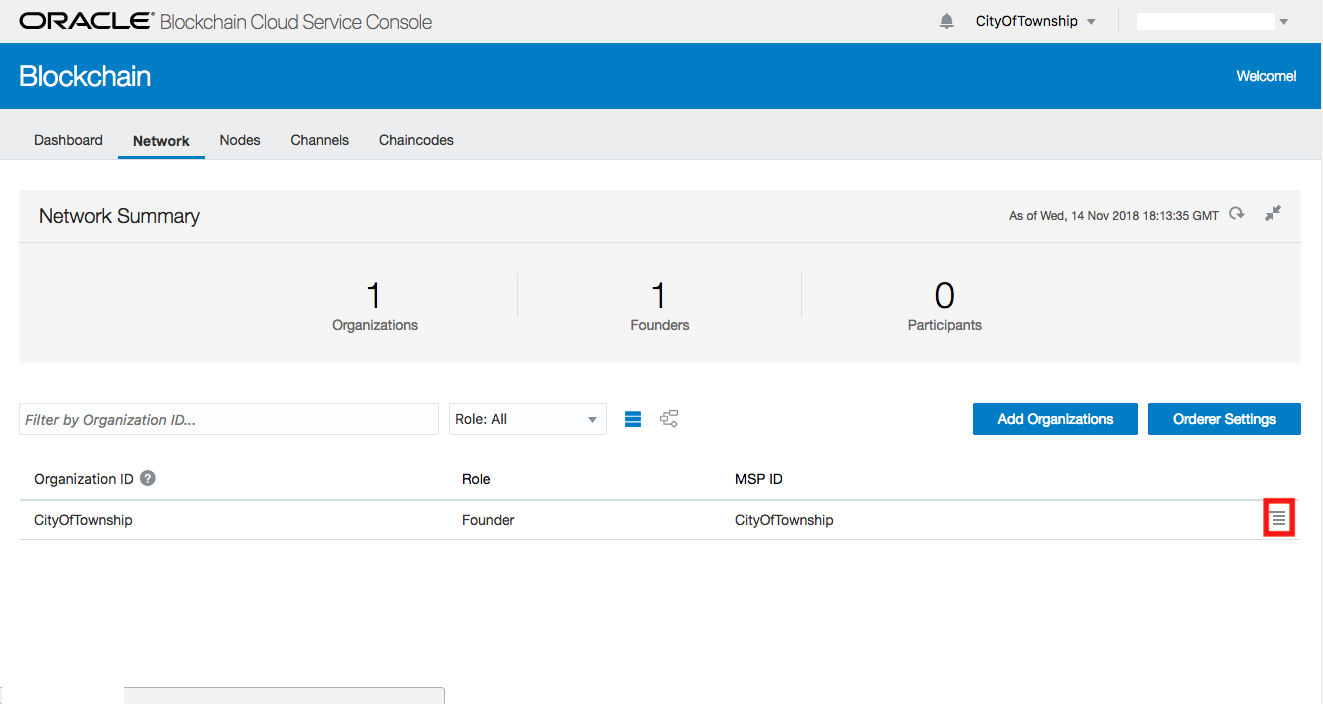 ORACLE® Blockchain Cloud Service Console
CityOfTownship
Blockchain
Welcome!
Dashboard Network Nodes Channels Chaincodes
Network Summary
As of Wed, 14 Nov 2018 18:13:35 GMT
1 1 0
Organizations Founders Participants
Filter by Organization ID...
Role: All
Add Organizations
Orderer Settings
Organization ID ? Role MSP ID
CityOfTownship Founder CityOfTownship